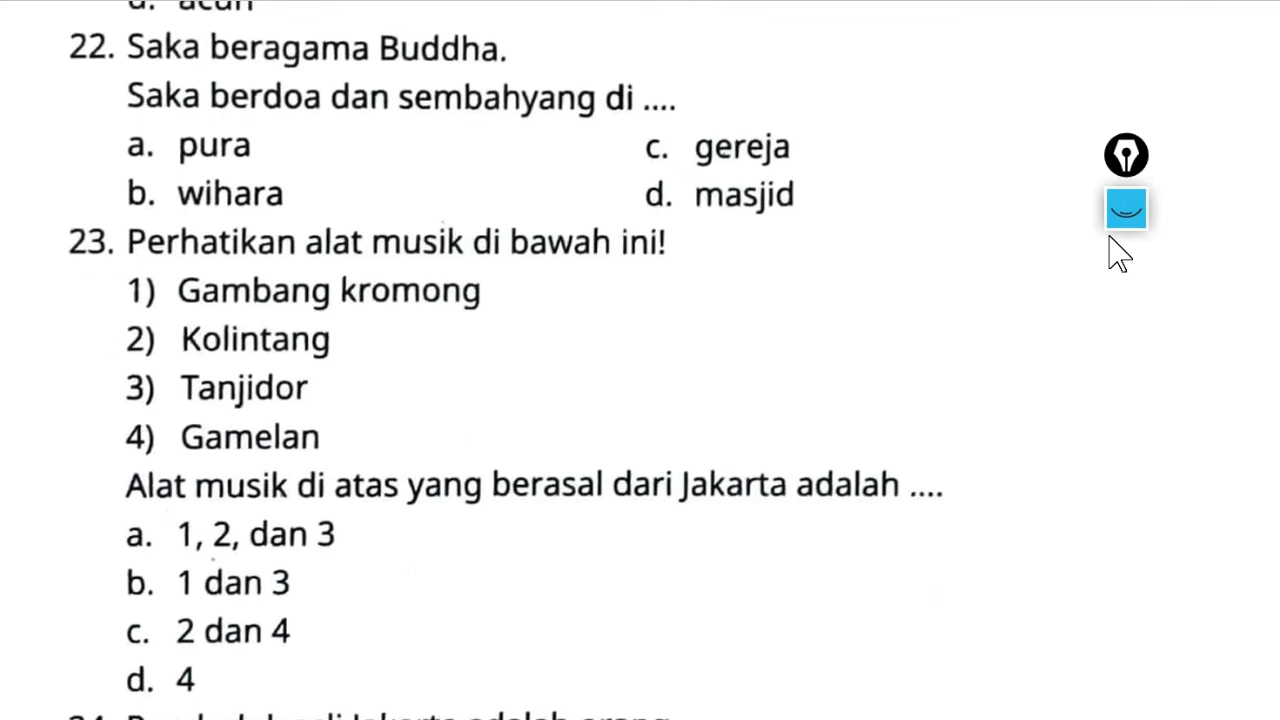 22. Saka beragama Buddha.
Saka berdoa dan sembahyang di ....
a. pura
c. gereja
b. wihara
d. masjid
23. Perhatikan alat musik di bawah ini!
1) Gambang kromong
2) Kolintang
3) Tanjidor
4) Gamelan
Alat musik di atas yang berasal dari Jakarta adalah ....
a. 1, 2, dan 3
b. 1 dan 3
c. 2 dan 4
d. 4